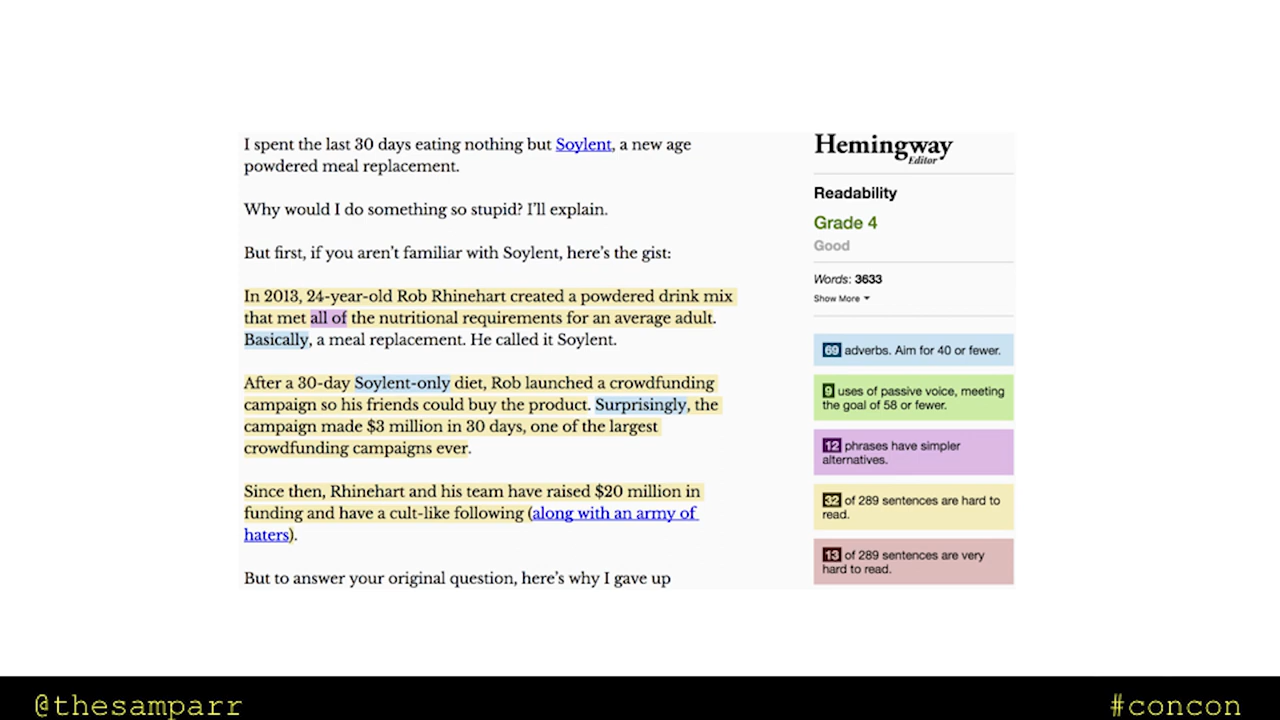 I spent the last 30 days eating nothing but Soylent, a new age
powdered meal replacement.
Why would I do something so stupid? I’ll explain.
But first, if you aren’t familiar with Soylent, here’s the gist:
In 2013, 24-year-old Rob Rhinehart created a powdered drink mix
that met all of the nutritional requirements for an average adult.
Basically, a meal replacement. He called it Soylent.
After a 30-day Soylent-only diet, Rob launched a crowdfunding
campaign so his friends could buy the product. Surprisingly, the
campaign made $3 million in 30 days, one of the largest
crowdfunding campaigns ever.
Since then, Rhinehart and his team have raised $20 million in
funding and have a cult-like following (along with an army of
haters).
But to answer your original question, here’s why I gave up
Hemingway
Editor
Readability
Grade 4
Good
Words: 3633
Show More
69 adverbs. Aim for 40 or fewer.
9 uses of passive voice, meeting
the goal of 58 or fewer.
12 phrases have simpler
alternatives.
32 of 289 sentences are hard to
read.
13 of 289 sentences are very
hard to read.
@thesamparr
#concon